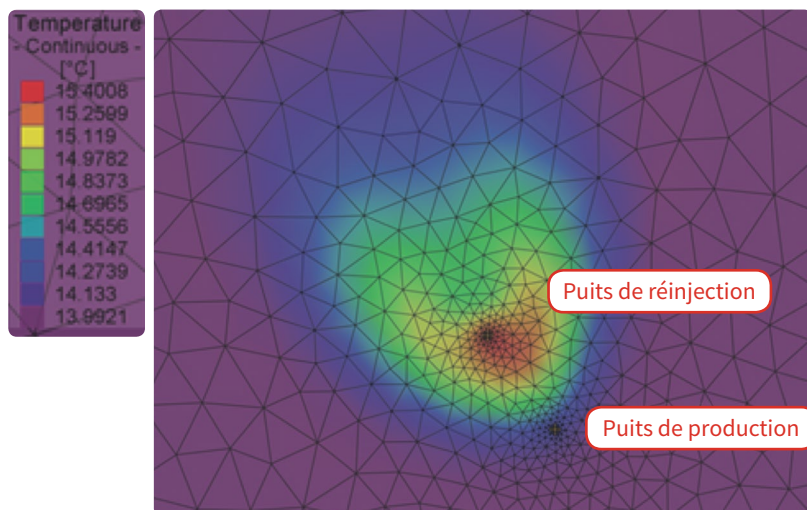 Temperature
- Continuous -
[°C]
15.4008
15.2599
15.119
14.9782
14.8373
14.6965
14.5556
14.4147
14.2739
14.133
13.9921
Puits de réinjection
Puits de production